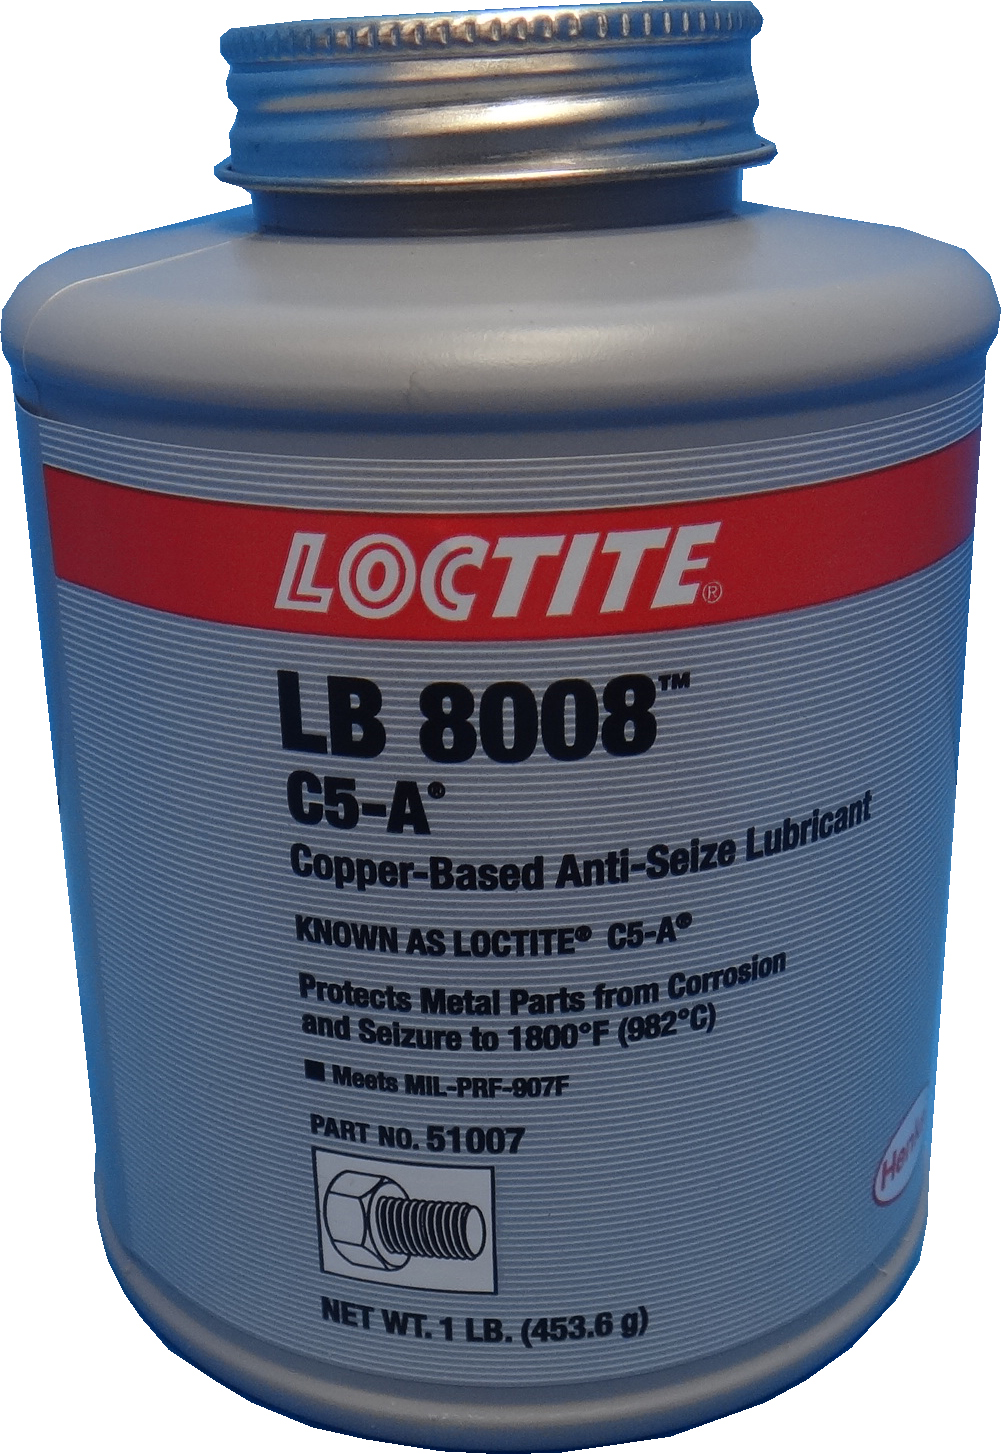 LOCTITE®
LB 8008™
C5-A®
Copper-Based Anti-Seize Lubricant
KNOWN AS LOCTITE® C5-A®
Protects Metal Parts from Corrosion
and Seizure to 1800°F (982°C)
■ Meets MIL-PRF-907F
PART NO. 51007
Henkel
NET WT. 1 LB. (453.6 g)